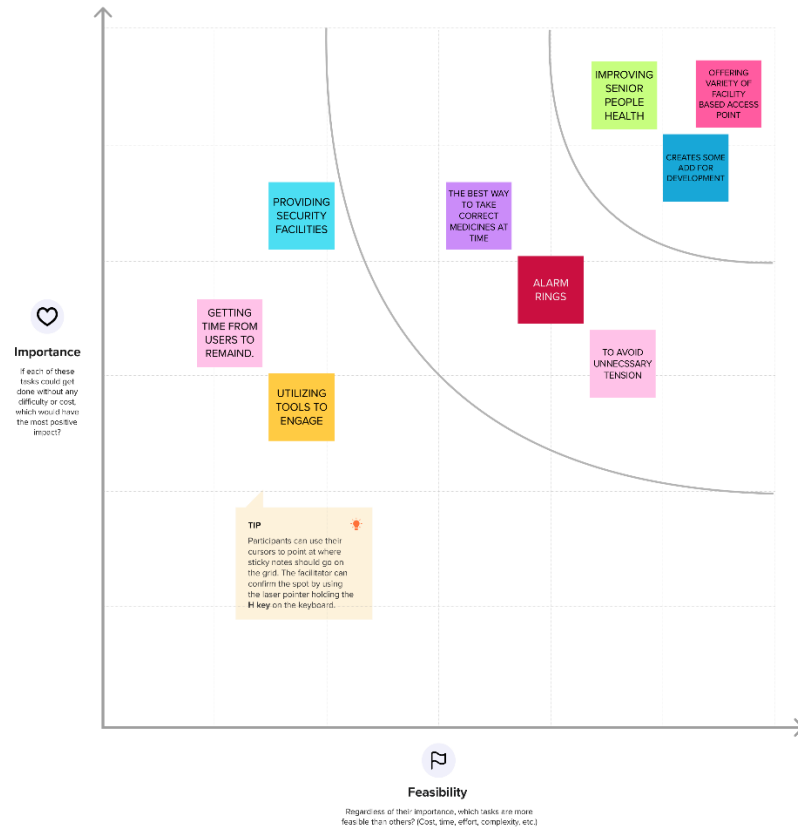 IMPROVING
SENIOR
PEOPLE
HEALTH
OFFERING
VARIETY OF
FACILITY
BASED ACCESS
POINT
CREATES SOME
ADD FOR
DEVELOPMENT
PROVIDING
SECURITY
FACILITIES
THE BEST WAY
TO TAKE
CORRECT
MEDICINES AT
TIME
ALARM
RINGS
GETTING
TIME FROM
USERS TO
REMAIND.
TO AVOID
UNNECSSARY
TENSION
UTILIZING
TOOLS TO
ENGAGE
Importance
If each of these
tasks could get
done without any
difficulty or cost,
which would have
the most positive
impact?
TIP
Participants can use their
cursors to point at where
sticky notes should go on
the grid. The facilitator can
confirm the spot by using
the laser pointer holding the
H key on the keyboard.
Feasibility
Regardless of their importance, which tasks are more
feasible than others? (Cost, time, effort, complexity, etc.)